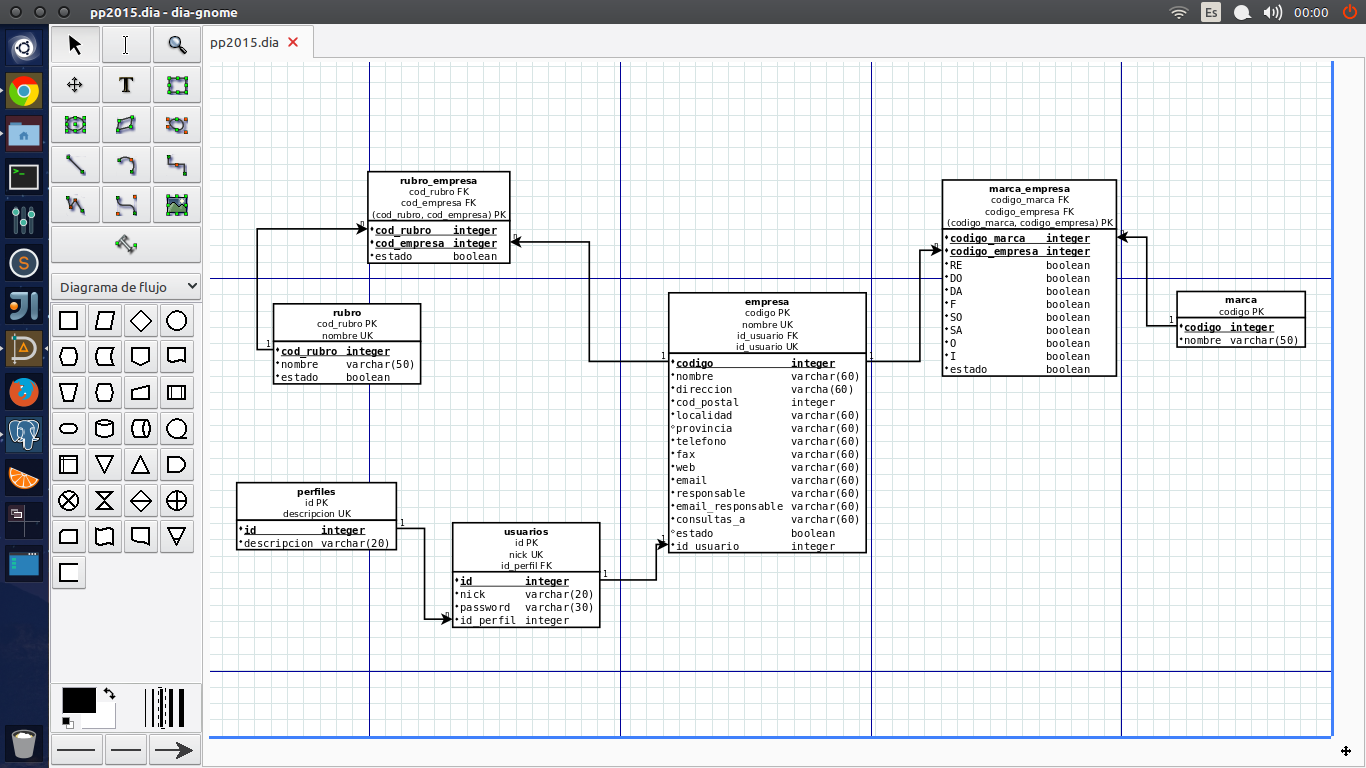 pp2015.dia - dia-gnome
Es
00:00
pp2015.dia
Diagrama de flujo
rubro_empresa
cod_rubro FK
cod_empresa FK
(cod_rubro, cod_empresa) PK
cod_rubro integer
cod_empresa integer
estado boolean
n
n
rubro
cod_rubro PK
nombre UK
cod_rubro integer
nombre varchar(50)
estado boolean
1
empresa
codigo PK
nombre UK
id_usuario FK
id_usuario UK
codigo integer
nombre varchar(60)
direccion varcha(60)
cod_postal integer
localidad varchar(60)
provincia varchar(60)
telefono varchar(60)
fax varchar(60)
web varchar(60)
email varchar(60)
responsable varchar(60)
email_responsable varchar(60)
consultas_a varchar(60)
estado boolean
id_usuario integer
1
1
1
marca_empresa
codigo_marca FK
codigo_empresa FK
(codigo_marca, codigo_empresa) PK
codigo_marca integer
codigo_empresa integer
RE boolean
DO boolean
DA boolean
F boolean
SO boolean
SA boolean
O boolean
I boolean
estado boolean
n
n
marca
codigo PK
codigo integer
nombre varchar(50)
1
perfiles
id PK
descripcion UK
id integer
descripcion varchar(20)
1
usuarios
id PK
nick UK
id_perfil FK
id integer
nick varchar(20)
password varchar(30)
id_perfil integer
1
n